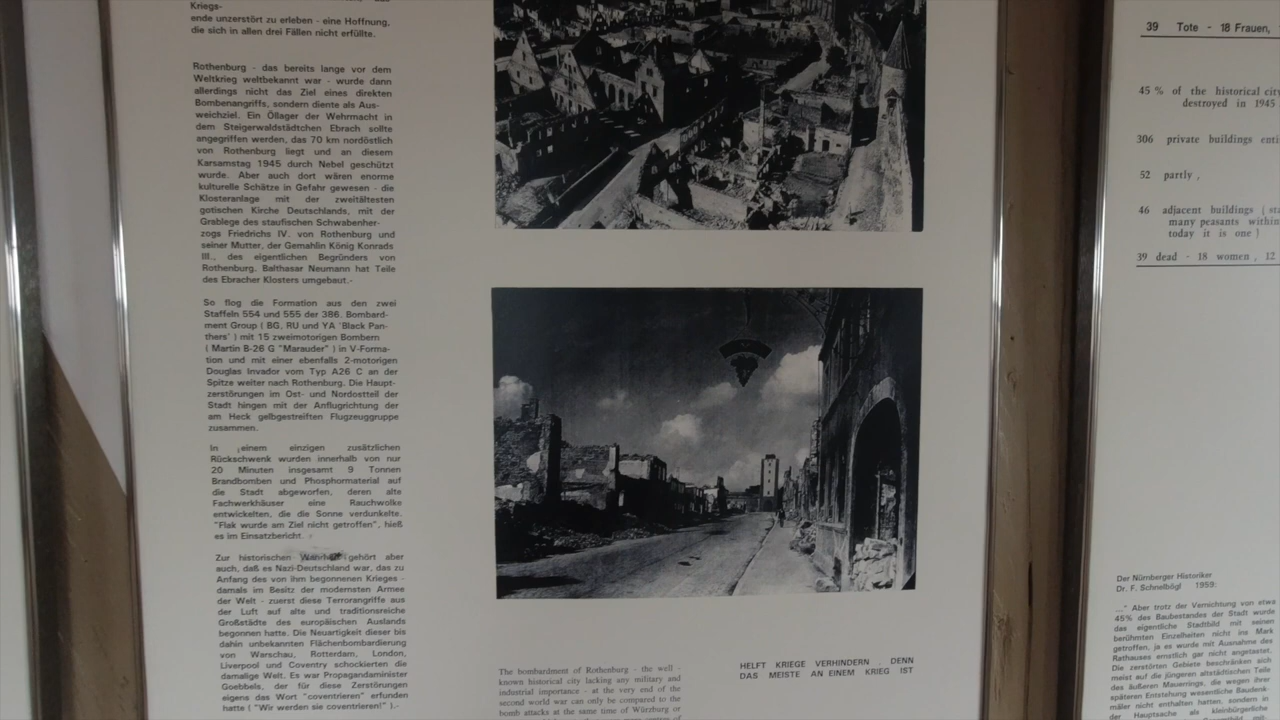 Kriegs-
ende unzerstört zu erleben - eine Hoffnung,
die sich in allen drei Fällen nicht erfüllte.
Rothenburg - das bereits lange vor dem
Weltkrieg weltbekannt war - wurde dann
allerdings nicht das Ziel eines direkten
Bombenangriffs, sondern diente als Aus-
weichziel. Ein Öllager der Wehrmacht in
dem Steigerwaldstädtchen Ebrach sollte
angegriffen werden, das 70 km nordöstlich
von Rothenburg liegt und an diesem
Karsamstag 1945 durch Nebel geschützt
wurde. Aber auch dort wären enorme
kulturelle Schätze in Gefahr gewesen - die
Klosteranlage mit der zweitältesten
gotischen Kirche Deutschlands, mit der
Grablege des staufischen Schwabenher-
zogs Friedrichs IV. von Rothenburg und
seiner Mutter, der Gemahlin König Konrads
III., des eigentlichen Begründers von
Rothenburg. Balthasar Neumann hat Teile
des Ebracher Klosters umgebaut.-
So flog die Formation aus den zwei
Staffeln 554 und 555 der 386. Bombard-
ment Group ( BG, RU und YA 'Black Pan-
thers' ) mit 15 zweimotorigen Bombern
( Martin B-26 G "Marauder" ) in V-Forma-
tion und mit einer ebenfalls 2-motorigen
Douglas Invador vom Typ A26 C an der
Spitze weiter nach Rothenburg. Die Haupt-
zerstörungen im Ost- und Nordostteil der
Stadt hingen mit der Anflugrichtung der
am Heck gelbgestreiften Flugzeuggruppe
zusammen.
In einem einzigen zusätzlichen
Rückschwenk wurden innerhalb von nur
20 Minuten insgesamt 9 Tonnen
Brandbomben und Phosphormaterial auf
die Stadt abgeworfen, deren alte
Fachwerkhäuser eine Rauchwolke
entwickelten, die die Sonne verdunkelte.
"Flak wurde am Ziel nicht getroffen", hieß
es im Einsatzbericht.
Zur historischen gehört aber
auch, daß es Nazi-Deutschland war, das zu
Anfang des von ihm begonnenen Krieges -
damals im Besitz der modernsten Armee
der Welt - zuerst diese Terrorangriffe aus
der Luft auf alte und traditionsreiche
Großstädte des europäischen Auslands
begonnen hatte. Die Neuartigkeit dieser bis
dahin unbekannten Flächenbombardierung
von Warschau, Rotterdam, London,
Liverpool und Coventry schockierten die
damalige Welt. Es war Propagandaminister
Goebbels, der für diese Zerstörungen
eigens das Wort "coventrieren" erfunden
hatte ( "Wir werden sie coventrieren!" ).-
The bombardment of Rothenburg - the well -
known historical city lacking any military and
industrial importance - at the very end of the
second world war can only be compared to the
bomb attacks at the same time of Würzburg or
HELFT KRIEGE VERHINDERN , DENN
DAS MEISTE AN EINEM KRIEG IST
39 Tote - 18 Frauen,
45 % of the historical city
destroyed in 1945
306 private buildings
52 partly ,
46 adjacent buildings
many peasants within
today it is one )
39 dead - 18 women , 12
Der Nürnberger Historiker
Dr. F. Schnelbögl 1959:
..." Aber trotz der Vernichtung von etwa
45% des Baubestandes der Stadt wurde
das eigentliche Stadtbild mit seinen
berühmten Einzelheiten nicht ins Mark
getroffen, ja es wurde mit Ausnahme des
Rathauses ernstlich gar nicht angetastet.
Die zerstörten Gebiete beschränken sich
meist auf die jüngeren altstädtischen Teile
des äußeren Mauerrings, die wegen ihrer
späteren Entstehung wesentliche Baudenk-
mäler nicht enthalten hatten, sondern in
der Hauptsache als kleinbürgerliche